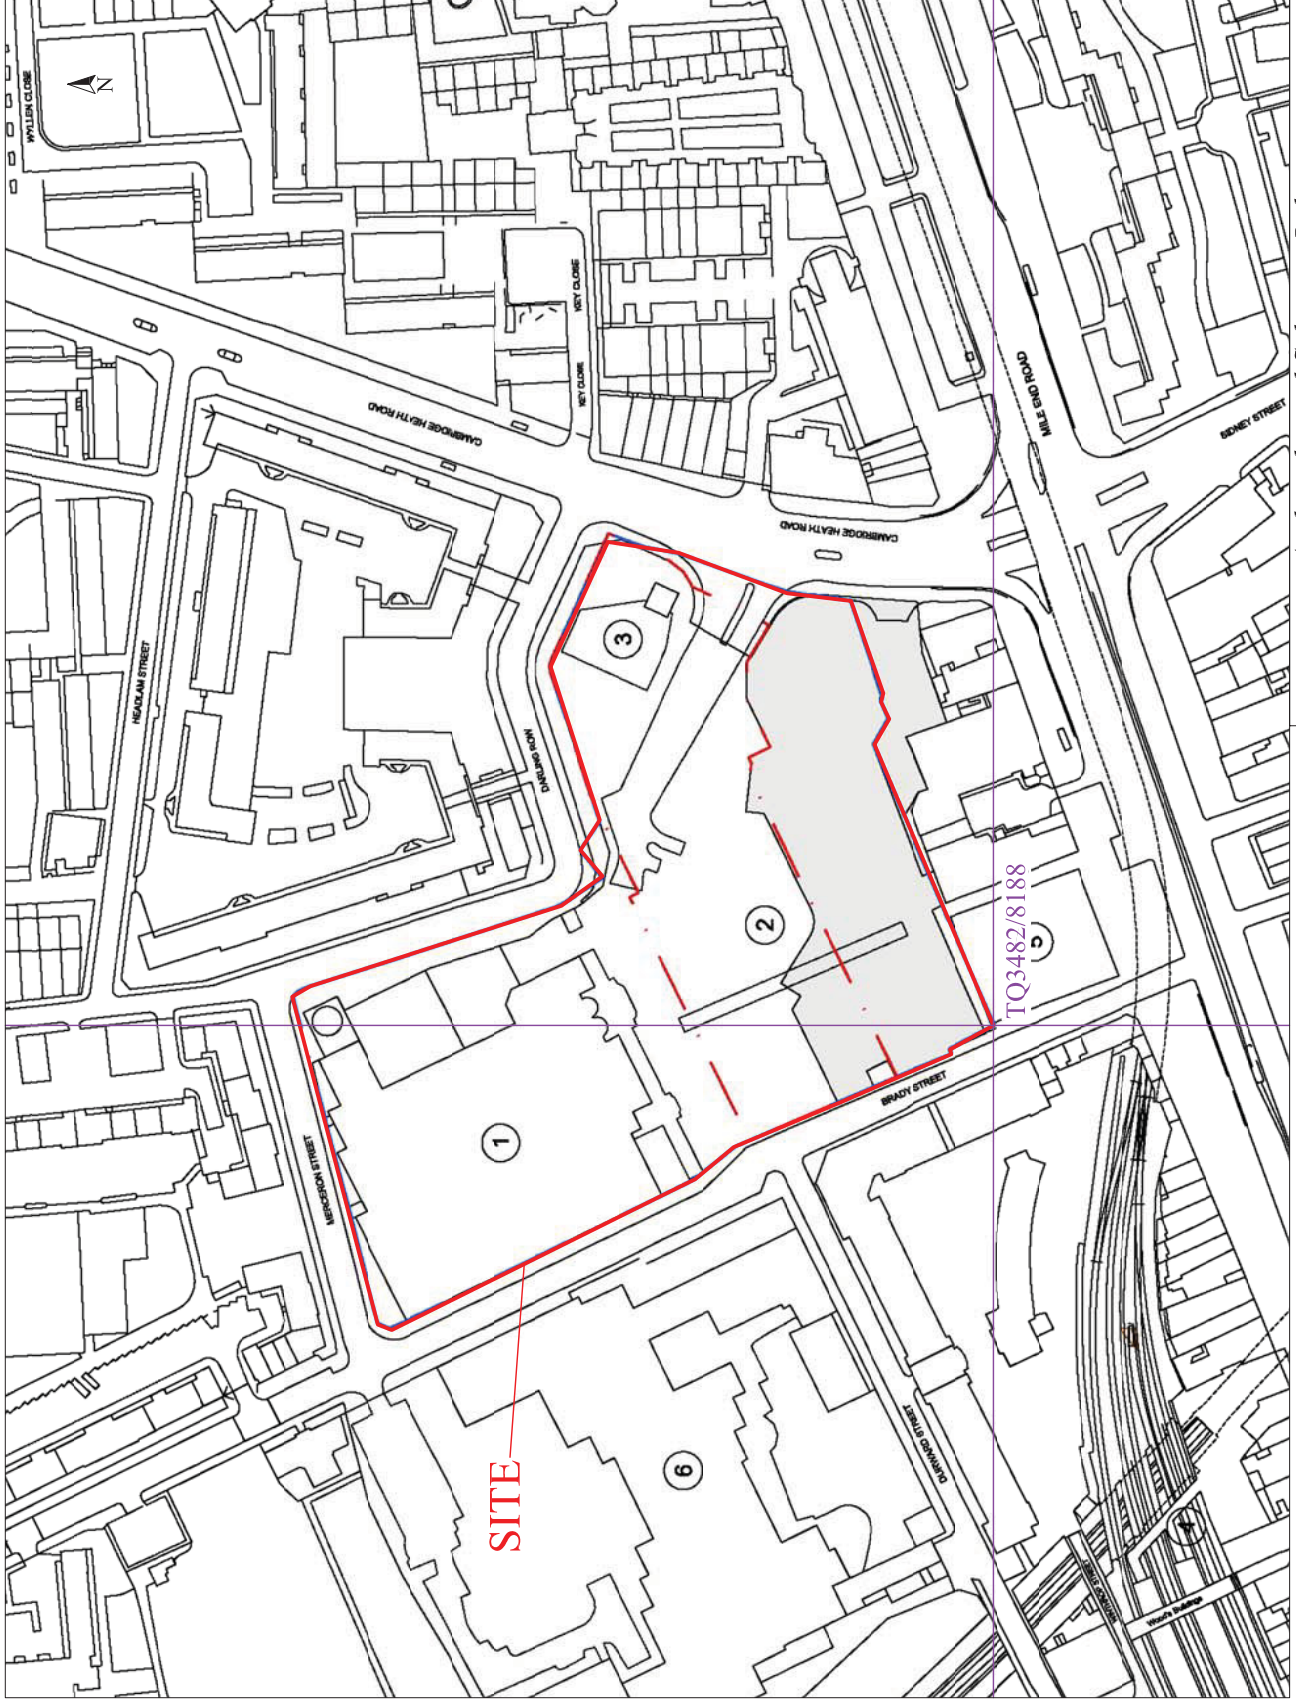 WYLLEN CLOSE
N
CAMBRIDGE HEATH ROAD
KEY CLOSE
KEY CLOSE
HEADLAM STREET
DARLING ROW
CAMBRIDGE HEATH ROAD
MILE END ROAD
SIDNEY STREET
MERCERON STREET
BRADY STREET
DURWARD STREET
WINTHROP STREET
Wood's Buildings
1
2
3
4
5
6
SITE
TQ3482/8188